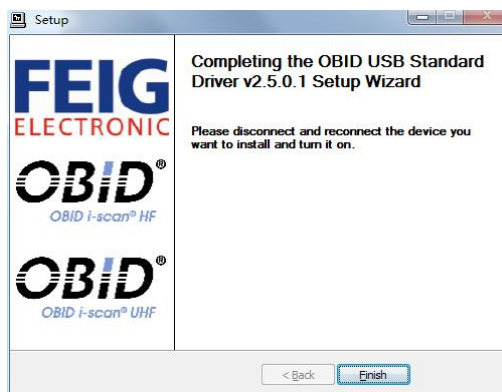 Setup
FEIG
ELECTRONIC
OBID®
OBID i-scan® HF
OBID®
OBID i-scan® UHF
Completing the OBID USB Standard
Driver v2.5.0.1 Setup Wizard
Please disconnect and reconnect the device you
want to install and turn it on.
< Back
Finish